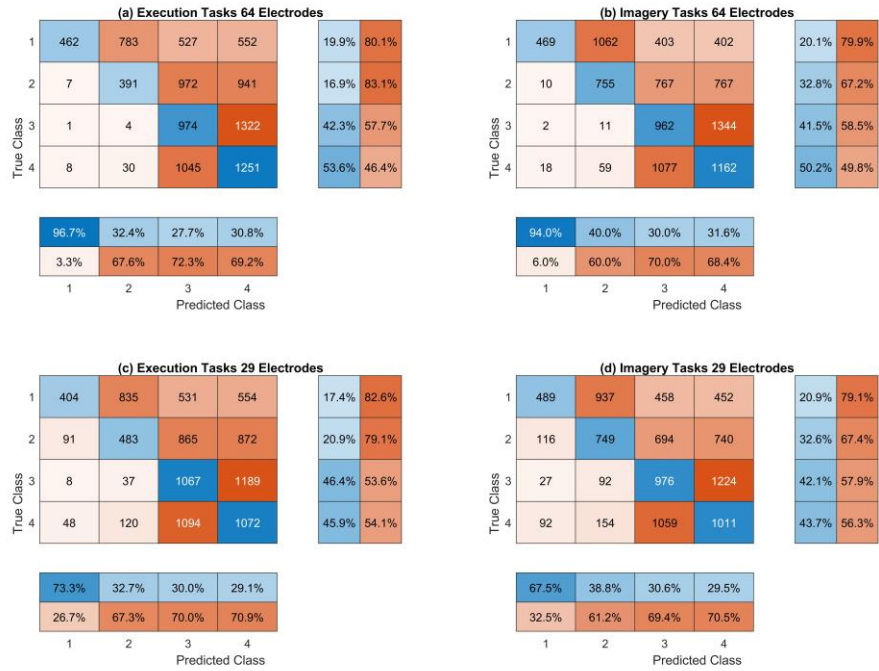 (a) Execution Tasks 64 Electrodes
1 462 783 527 552 19.9% 80.1%
2 7 391 972 941 16.9% 83.1%
3 1 4 974 1322 42.3% 57.7%
4 8 30 1045 1251 53.6% 46.4%
True Class
96.7% 32.4% 27.7% 30.8%
3.3% 67.6% 72.3% 69.2%
1 2 3 4
Predicted Class
(b) Imagery Tasks 64 Electrodes
1 469 1062 403 402 20.1% 79.9%
2 10 755 767 767 32.8% 67.2%
3 2 11 962 1344 41.5% 58.5%
4 18 59 1077 1162 50.2% 49.8%
True Class
94.0% 40.0% 30.0% 31.6%
6.0% 60.0% 70.0% 68.4%
1 2 3 4
Predicted Class
(c) Execution Tasks 29 Electrodes
1 404 835 531 554 17.4% 82.6%
2 91 483 865 872 20.9% 79.1%
3 8 37 1067 1189 46.4% 53.6%
4 48 120 1094 1072 45.9% 54.1%
True Class
73.3% 32.7% 30.0% 29.1%
26.7% 67.3% 70.0% 70.9%
1 2 3 4
Predicted Class
(d) Imagery Tasks 29 Electrodes
1 489 937 458 452 20.9% 79.1%
2 116 749 694 740 32.6% 67.4%
3 27 92 976 1224 42.1% 57.9%
4 92 154 1059 1011 43.7% 56.3%
True Class
67.5% 38.8% 30.6% 29.5%
32.5% 61.2% 69.4% 70.5%
1 2 3 4
Predicted Class